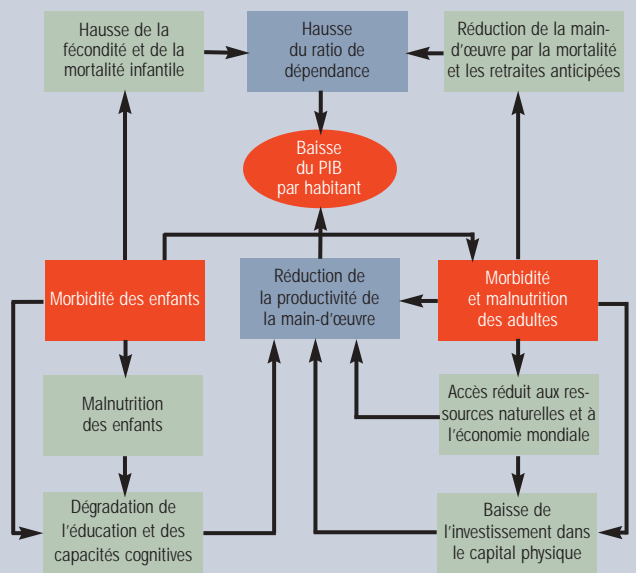 Hausse de la
fécondité et de la
mortalité infantile
Hausse
du ratio de
dépendance
Réduction de la main-
d'œuvre par la mortalité
et les retraites anticipées
Baisse
du PIB
par habitant
Morbidité des enfants
Réduction de
la productivité de
la main-d'œuvre
Morbidité
et malnutrition
des adultes
Malnutrition
des enfants
Accès réduit aux res-
sources naturelles et à
l'économie mondiale
Dégradation de
l'éducation et des
capacités cognitives
Baisse de
l'investissement dans
le capital physique